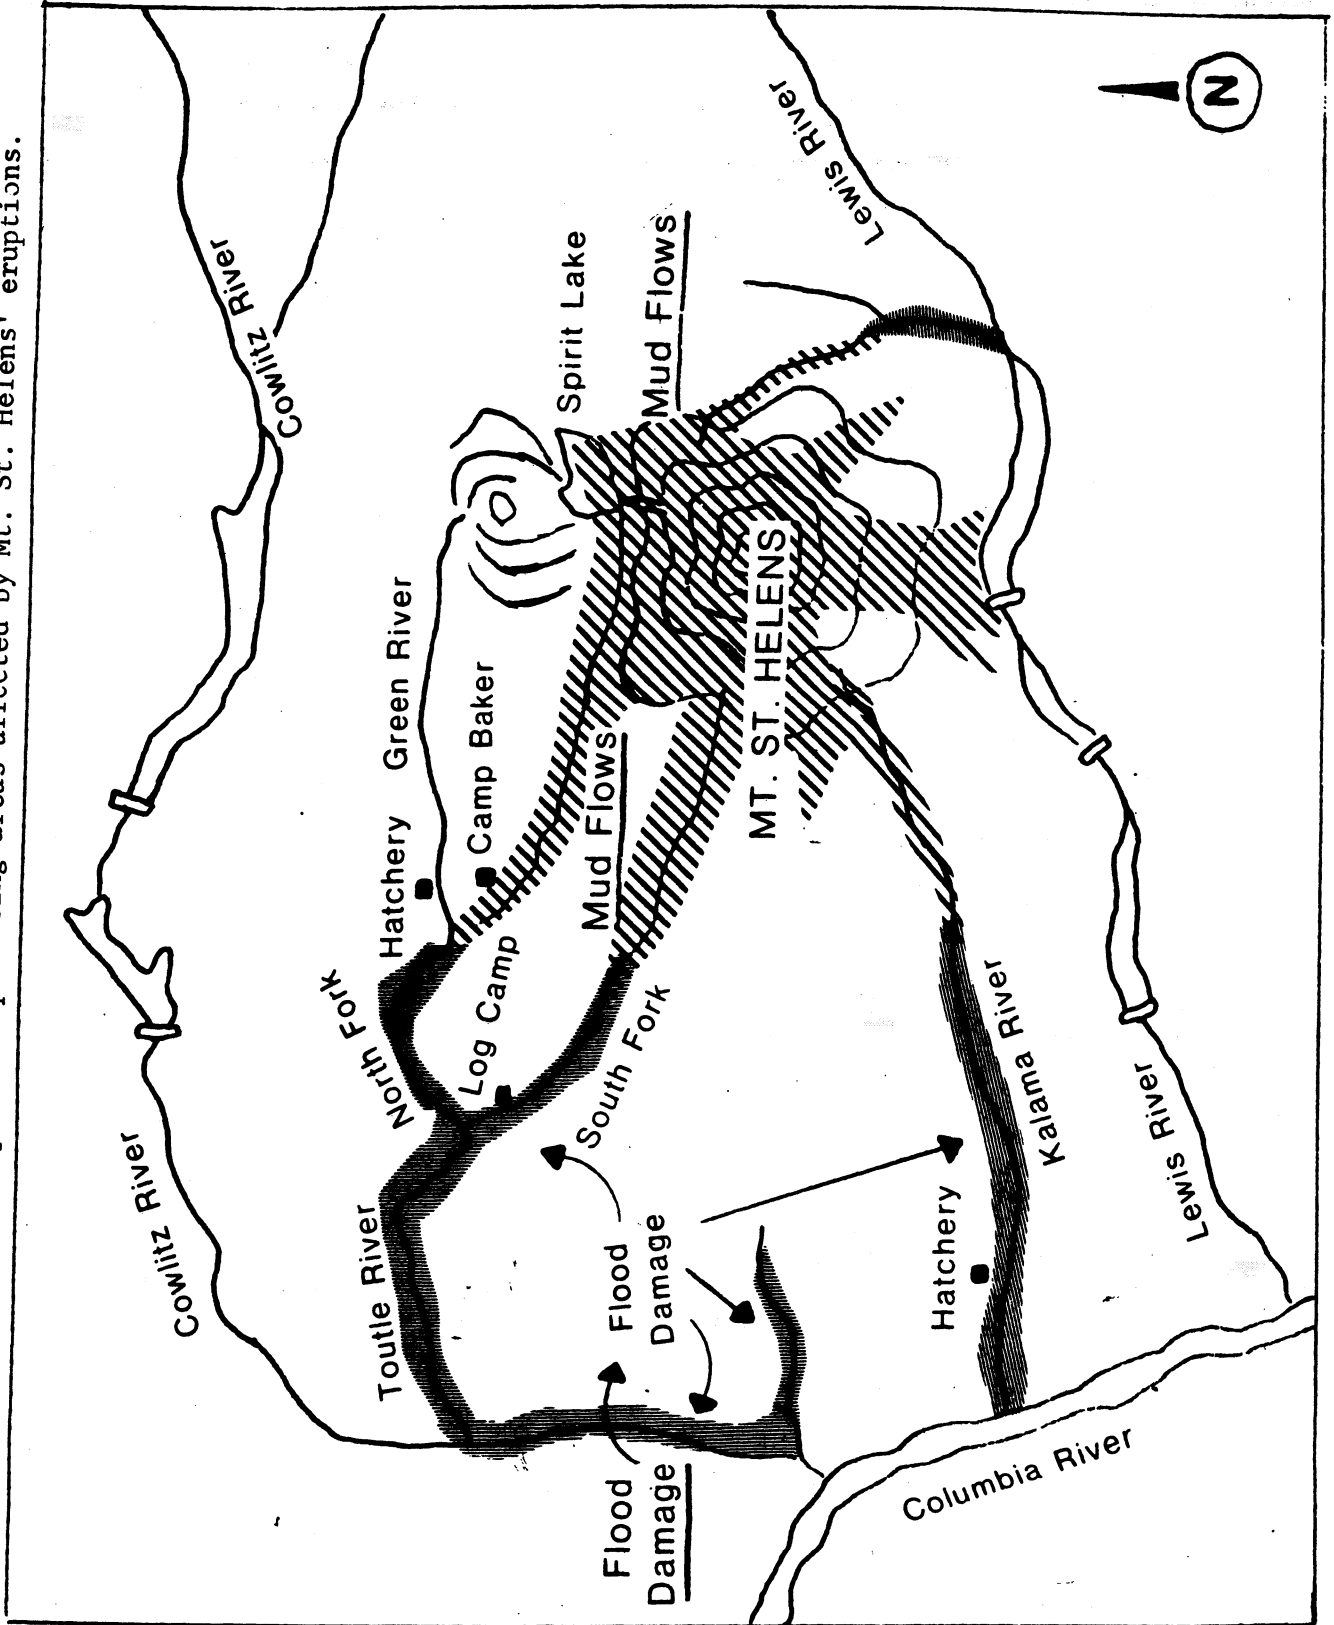 Cowlitz River
Cowlitz River
Lewis River
N
Spirit Lake
Mud Flows
Green River
Hatchery
Camp Baker
Mud Flows
MT. ST. HELENS
North Fork
Log Camp
South Fork
Kalama River
Lewis River
Cowlitz River
Toutle River
Flood
Damage
Hatchery
Flood
Damage
Columbia River
areas affected by Mt. St. Helens' eruptions.